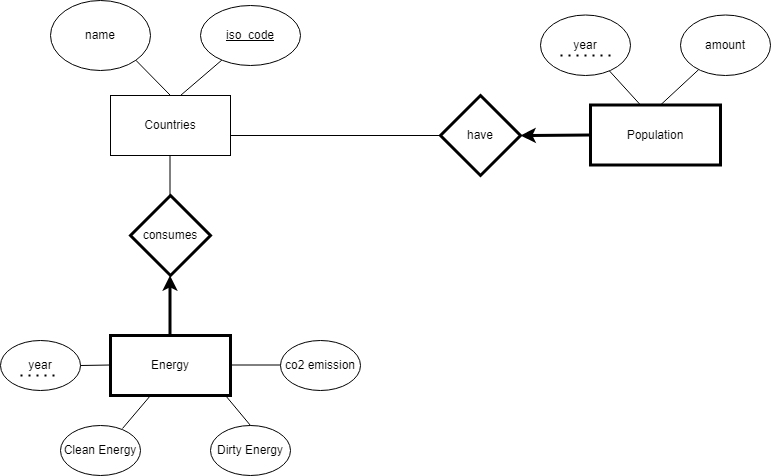 name
iso_code
year
amount
Countries
have
Population
consumes
year
Energy
co2 emission
Clean Energy
Dirty Energy